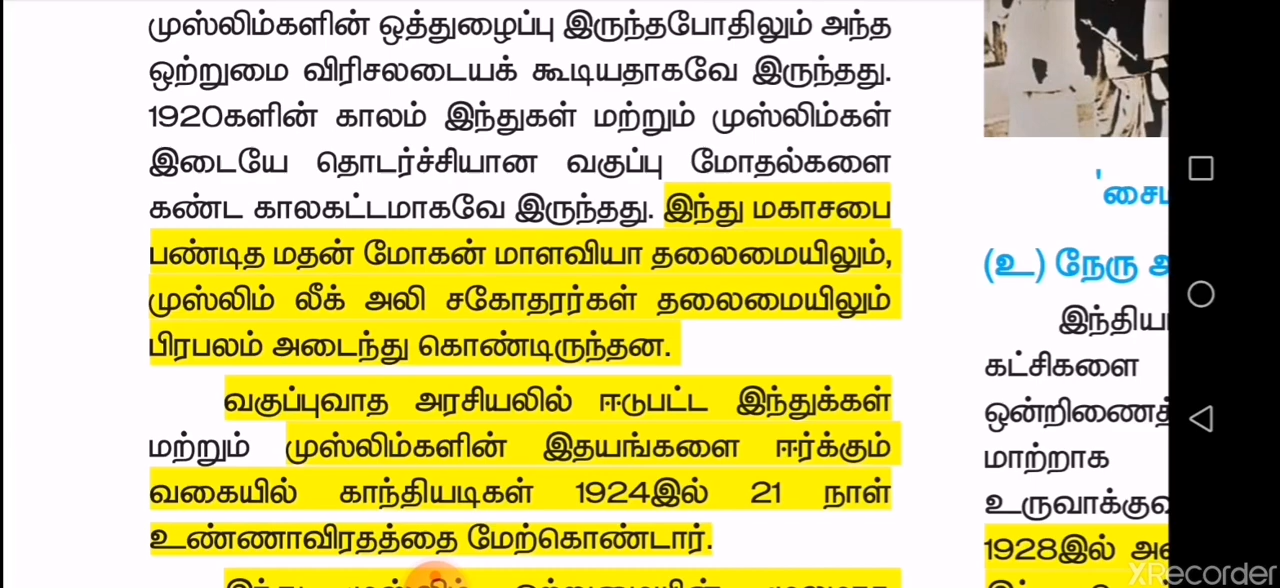 முஸ்லிம்களின் ஒத்துழைப்பு இருந்தபோதிலும் அந்த
ஒற்றுமை விரிசலடையக் கூடியதாகவே இருந்தது.
1920களின் காலம் இந்துகள் மற்றும் முஸ்லிம்கள்
இடையே தொடர்ச்சியான வகுப்பு மோதல்களை
கண்ட காலகட்டமாகவே இருந்தது. இந்து மகாசபை
பண்டித மதன் மோகன் மாளவியா தலைமையிலும்,
முஸ்லிம் லீக் அலி சகோதரர்கள் தலைமையிலும்
பிரபலம் அடைந்து கொண்டிருந்தன.
வகுப்புவாத அரசியலில் ஈடுபட்ட இந்துக்கள்
மற்றும் முஸ்லிம்களின் இதயங்களை ஈர்க்கும்
வகையில் காந்தியடிகள் 1924இல் 21 நாள்
உண்ணாவிரதத்தை மேற்கொண்டார்.
(உ) நேரு
இந்திய
கட்சிகளை
ஒன்றிணைத்
மாற்றாக
உருவாக்குவ
1928இல்
XRecorder